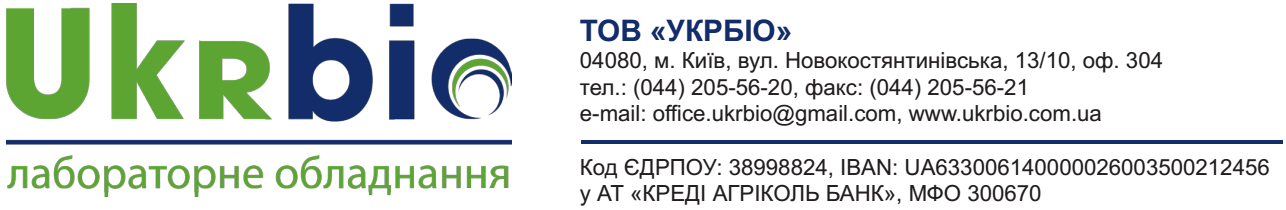 UkRbio
лабораторне обладнання
ТОВ «УКРБІО»
04080, м. Київ, вул. Новокостянтинівська, 13/10, оф. 304
тел.: (044) 205-56-20, факс: (044) 205-56-21
e-mail: office.ukrbio@gmail.com, www.ukrbio.com.ua
Код ЄДРПОУ: 38998824, IBAN: UA633006140000026003500212456
у АТ «КРЕДІ АГРІКОЛЬ БАНК», МФО 300670